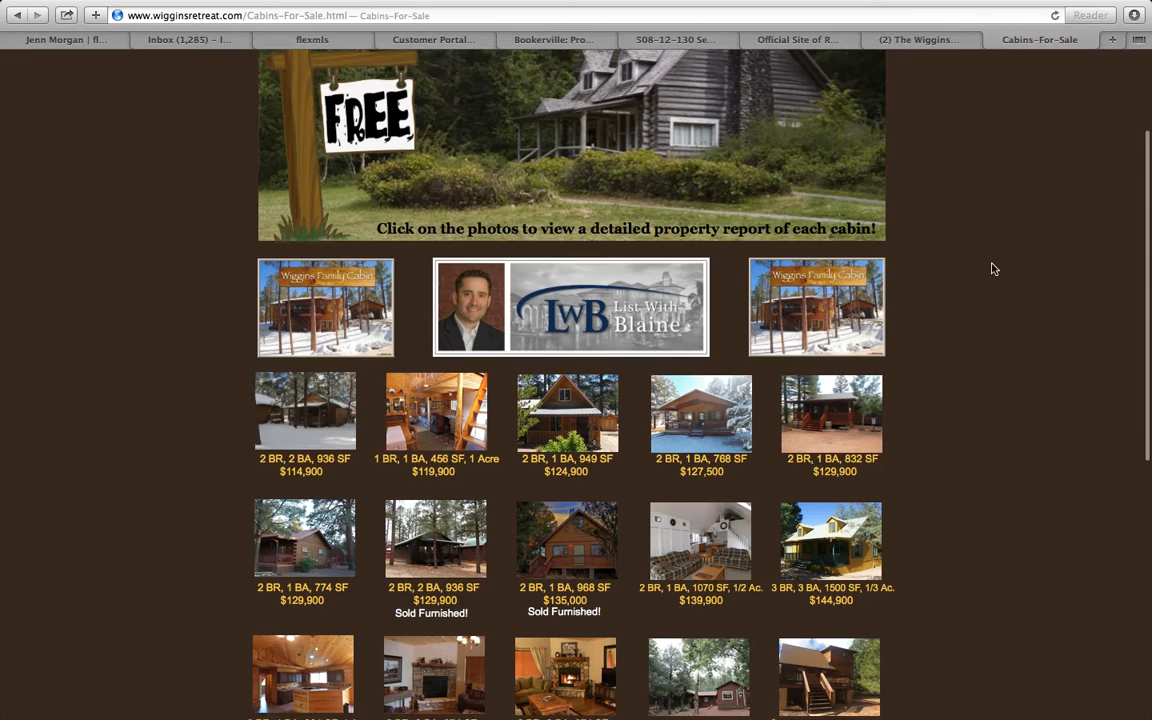 www.wigginsretreat.com/Cabins-For-Sale.html — Cabins-For-Sale
Reader
Jenn Morgan | fl...
Inbox (1,285) – l...
flexmls
Customer Portal...
Bookerville: Pro...
508-12-130 Se...
Official Site of R...
(2) The Wiggins...
Cabins-For-Sale
FREE
Click on the photos to view a detailed property report of each cabin!
Wiggins Family Cabin
LWB
List With
Blaine
Wiggins Family Cabin
2 BR, 2 BA, 936 SF
$114,900
1 BR, 1 BA, 456 SF, 1 Acre
$119,900
2 BR, 1 BA, 949 SF
$124,900
2 BR, 1 BA, 768 SF
$127,500
2 BR, 1 BA, 832 SF
$129,900
2 BR, 1 BA, 774 SF
$129,900
2 BR, 2 BA, 936 SF
$129,900
Sold Furnished!
2 BR, 1 BA, 968 SF
$135,000
Sold Furnished!
2 BR, 1 BA, 1070 SF, 1/2 Ac.
$139,900
3 BR, 3 BA, 1500 SF, 1/3 Ac.
$144,900